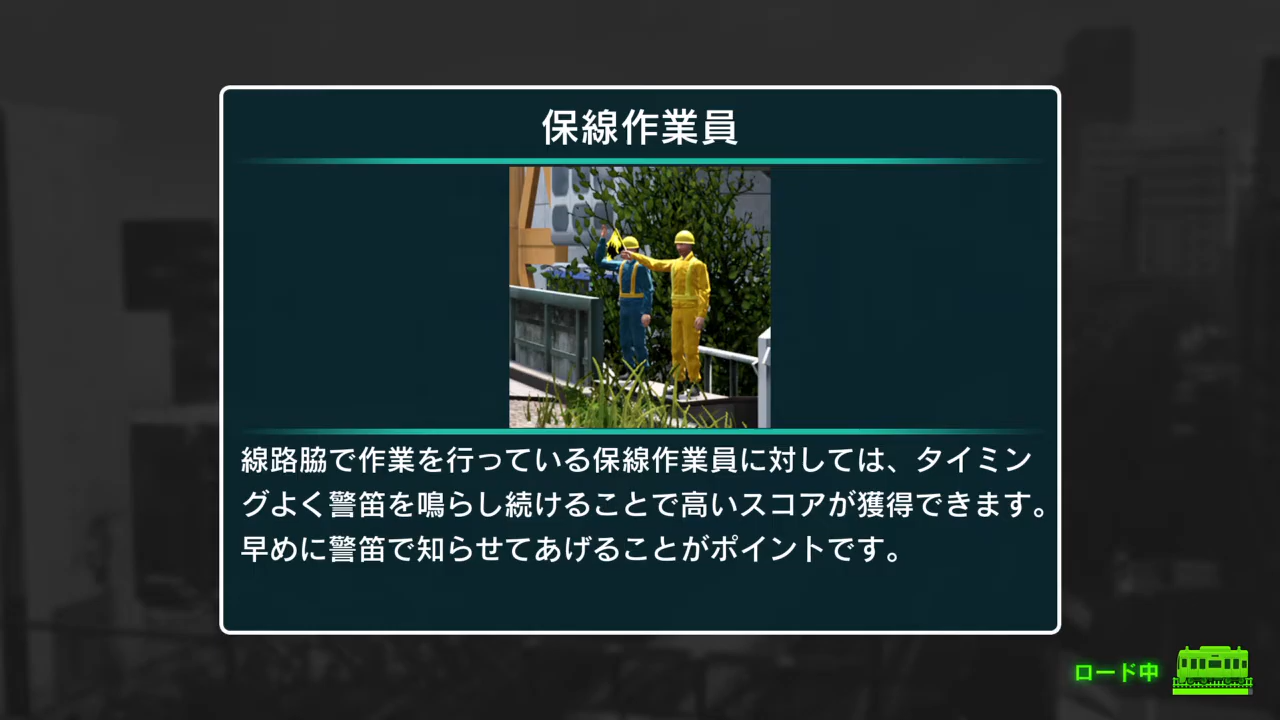 保線作業員
線路脇で作業を行っている保線作業員に対しては、タイミン
グよく警笛を鳴らし続けることで高いスコアが獲得できます。
早めに警笛で知らせてあげることがポイントです。
ロード中